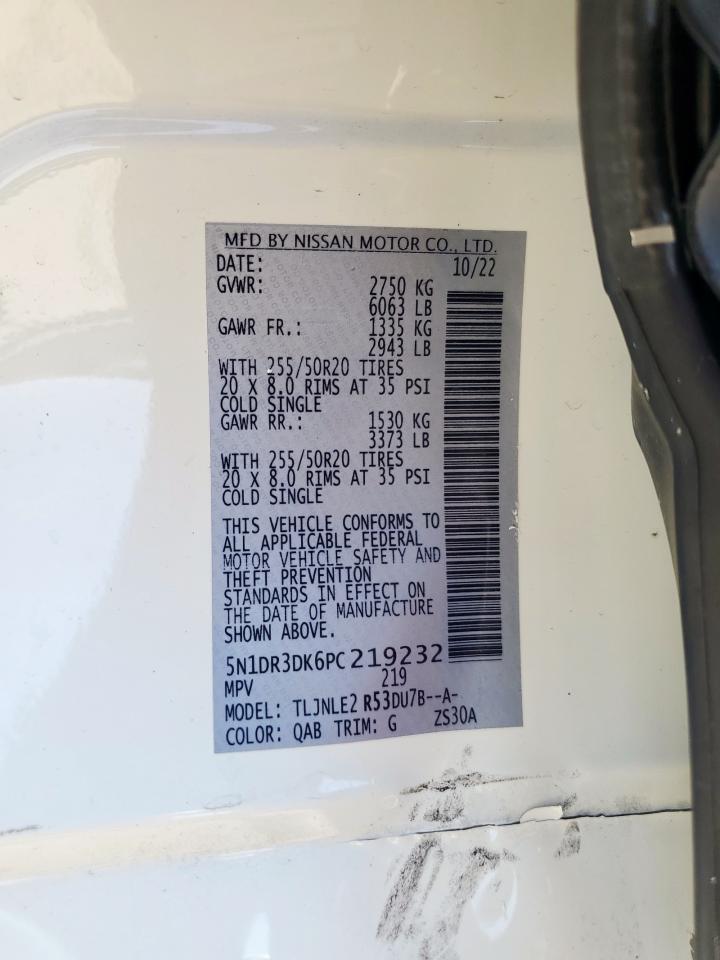 MFD BY NISSAN MOTOR CO., LTD.
DATE: 10/22
GVWR: 2750 KG
6063 LB
GAWR FR.: 1335 KG
2943 LB
WITH 255/50R20 TIRES
20 X 8.0 RIMS AT 35 PSI
COLD SINGLE
GAWR RR.: 1530 KG
3373 LB
WITH 255/50R20 TIRES
20 X 8.0 RIMS AT 35 PSI
COLD SINGLE
THIS VEHICLE CONFORMS TO
ALL APPLICABLE FEDERAL
MOTOR VEHICLE SAFETY AND
THEFT PREVENTION
STANDARDS IN EFFECT ON
THE DATE OF MANUFACTURE
SHOWN ABOVE.
5N1DR3DK6PC219232
MPV 219
MODEL: TLJNLE2 R53DU7B--A-
COLOR: QAB TRIM: G ZS30A